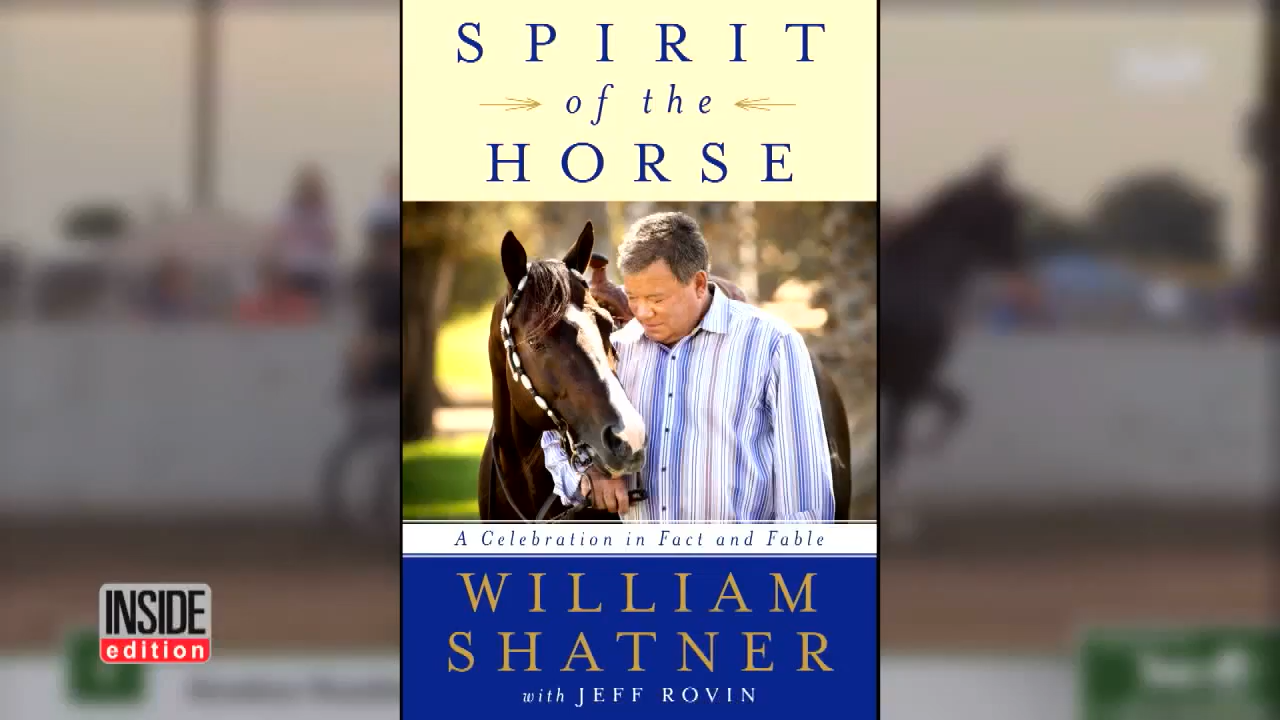 SPIRIT
of the
HORSE
A Celebration in Fact and Fable
WILLIAM
SHATNER
with JEFF ROVIN
INSIDE
edition